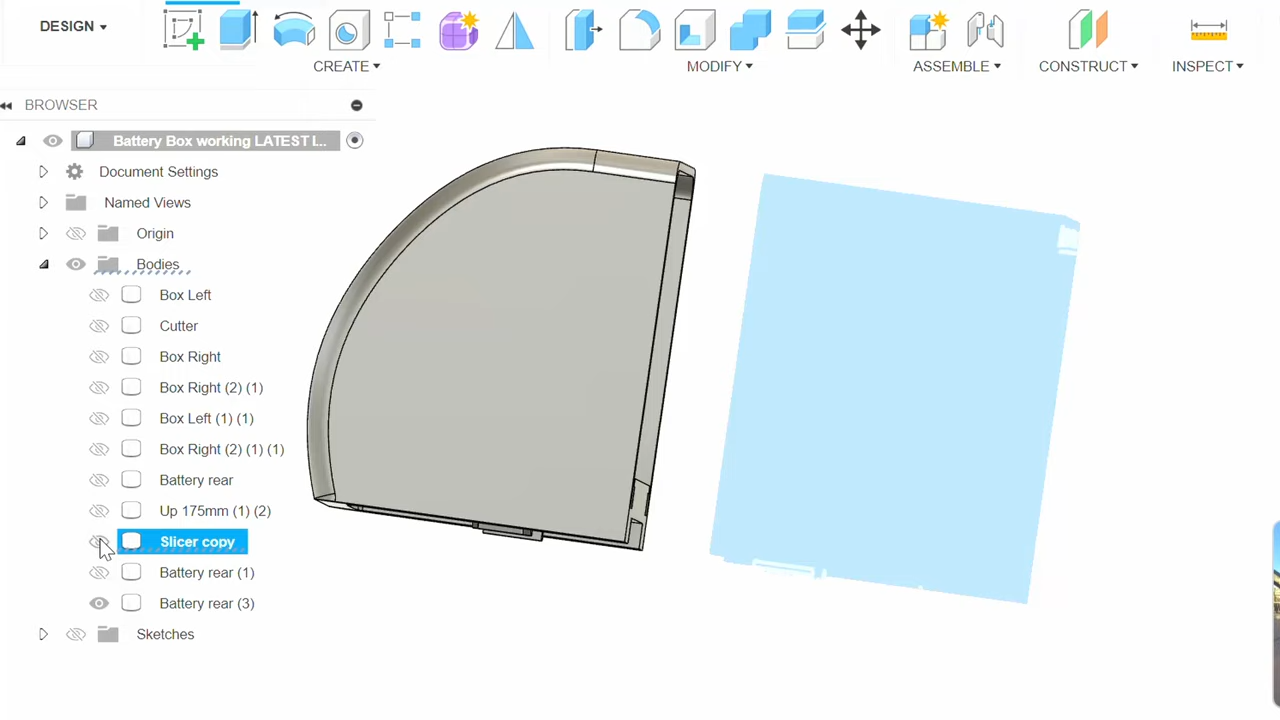 DESIGN
CREATE
MODIFY
ASSEMBLE
CONSTRUCT
INSPECT
BROWSER
Battery Box working LATEST I...
Document Settings
Named Views
Origin
Bodies
Box Left
Cutter
Box Right
Box Right (2) (1)
Box Left (1) (1)
Box Right (2) (1) (1)
Battery rear
Up 175mm (1) (2)
Slicer copy
Battery rear (1)
Battery rear (3)
Sketches